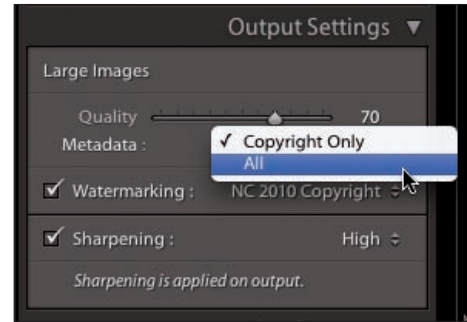 Output Settings ▼
Large Images
Quality 70
Metadata : ✓ Copyright Only
All
Watermarking : NC 2010 Copyright
Sharpening : High
Sharpening is applied on output.